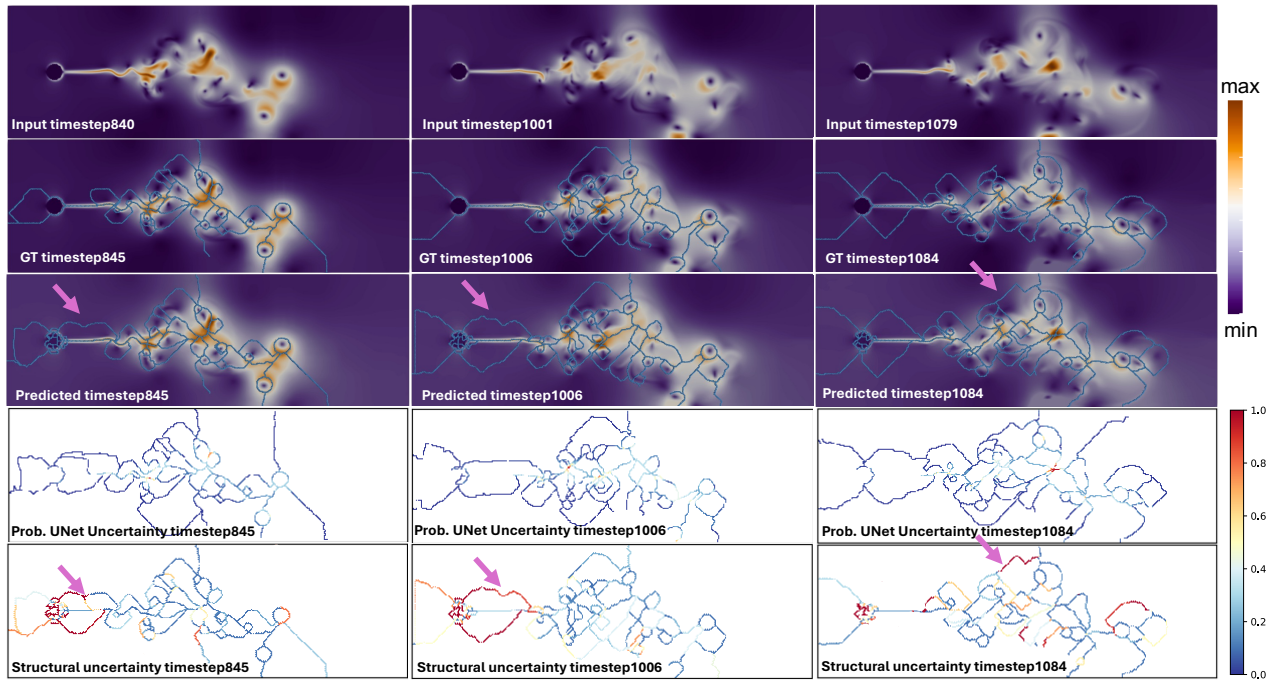 Input timestep840
Input timestep1001
Input timestep1079
max
GT timestep845
GT timestep1006
GT timestep1084
min
Predicted timestep845
Predicted timestep1006
Predicted timestep1084
1.0
Prob. UNet Uncertainty timestep845
Prob. UNet Uncertainty timestep1006
Prob. UNet Uncertainty timestep1084
0.8
0.6
0.4
0.2
0.0
Structural uncertainty timestep845
Structural uncertainty timestep1006
Structural uncertainty timestep1084